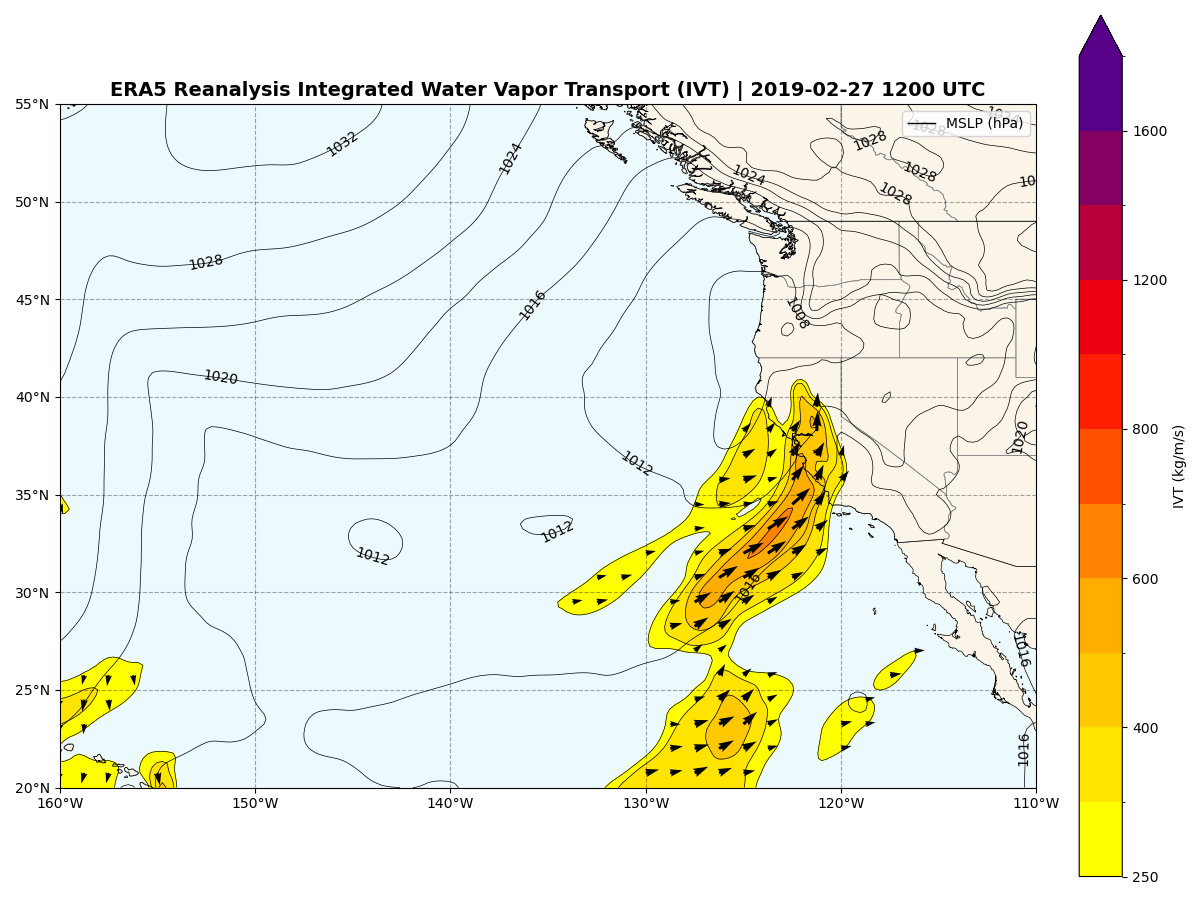 ERA5 Reanalysis Integrated Water Vapor Transport (IVT) | 2019-02-27 1200 UTC
MSLP (hPa)
55°N
50°N
45°N
40°N
35°N
30°N
25°N
20°N
160°W
150°W
140°W
130°W
120°W
110°W
1032
1024
1028
1028
1024
1028
1028
1028
1016
1008
1020
1020
1012
1012
1012
1016
1016
1016
1600
1200
800
600
400
250
IVT (kg/m/s)